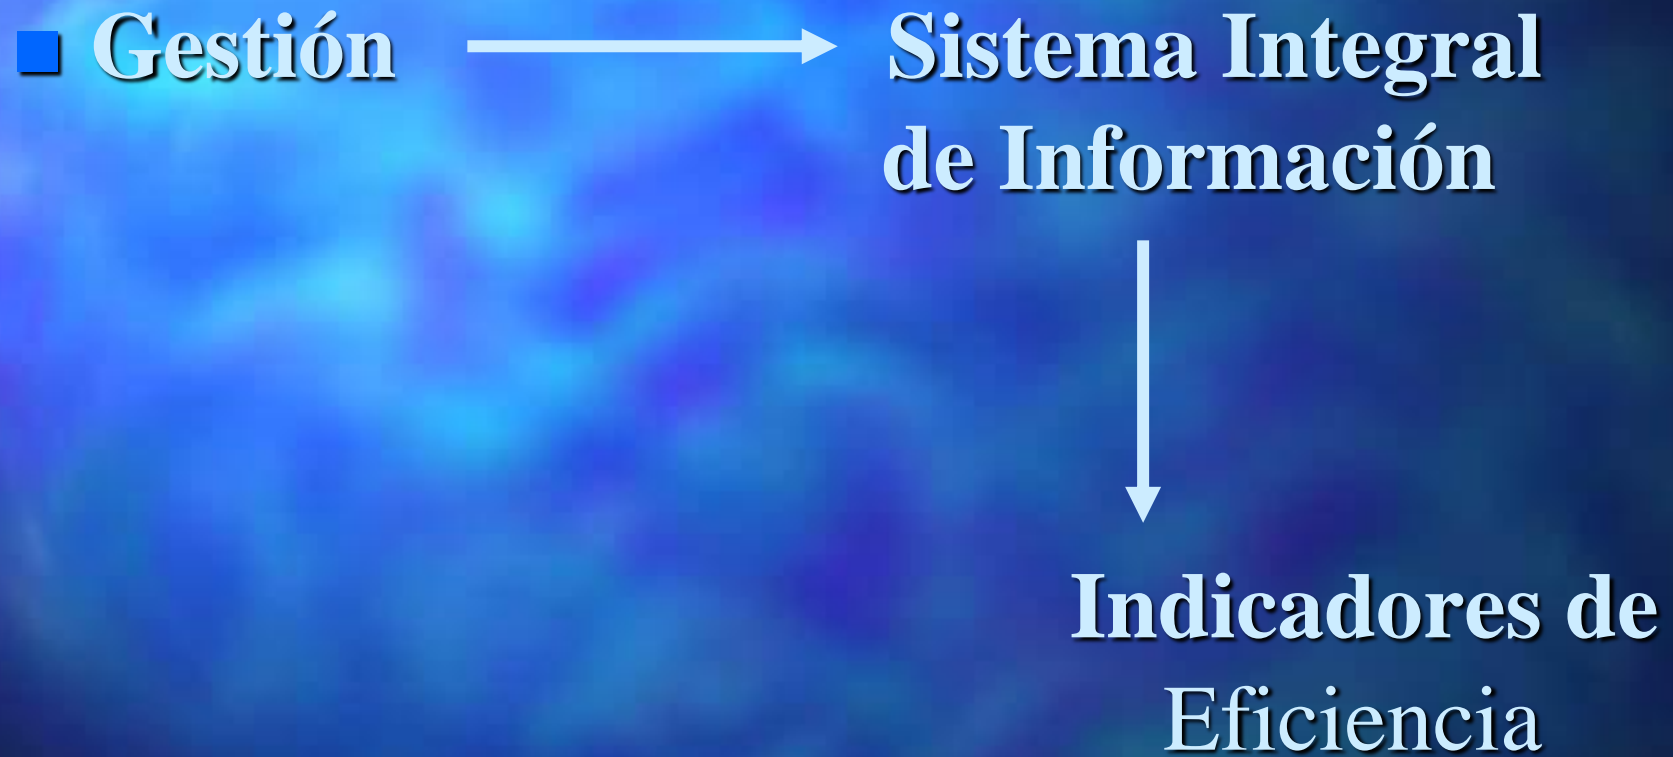 Gestión
Sistema Integral
de Información
Indicadores de
Eficiencia